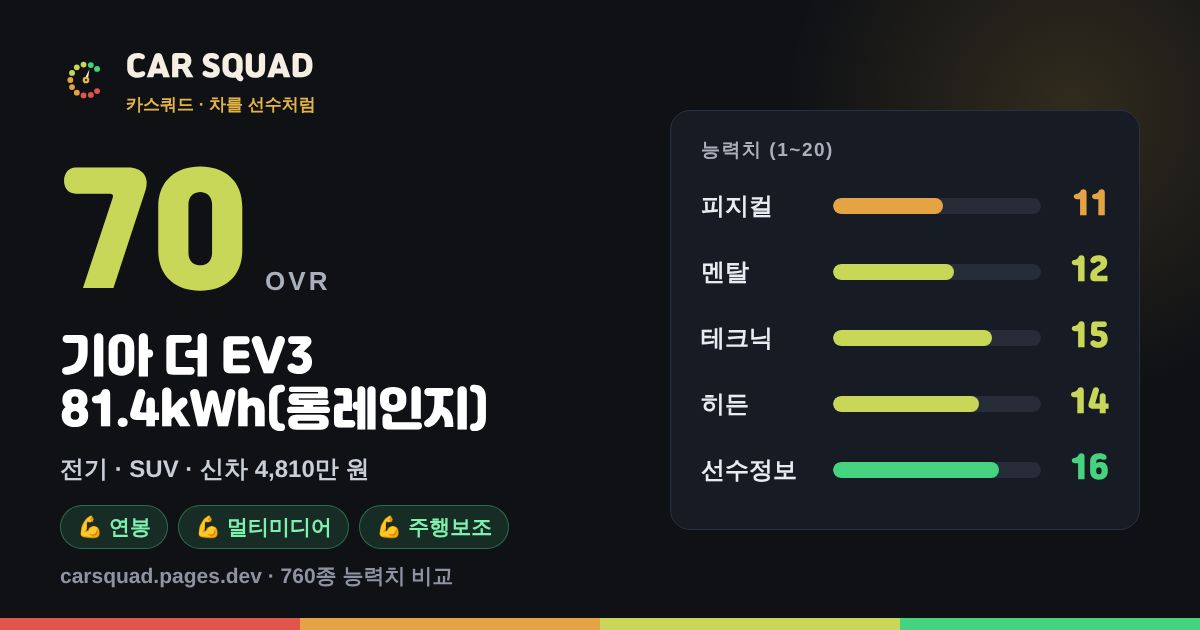 CAR SQUAD
카스쿼드 · 차를 선수처럼
70 OVR
기아 더 EV3
81.4kWh(롱레인지)
전기 · SUV · 신차 4,810만 원
💪 연봉 💪 멀티미디어 💪 주행보조
carsquad.pages.dev · 760종 능력치 비교
능력치 (1~20)
피지컬 11
멘탈 12
테크닉 15
히든 14
선수정보 16